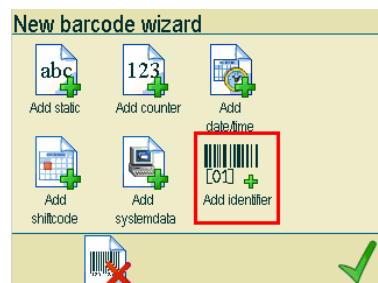 New barcode wizard
abc
123
Add static
Add counter
Add
date/time
[01]
Add
shiftcode
Add
systemdata
Add identifier